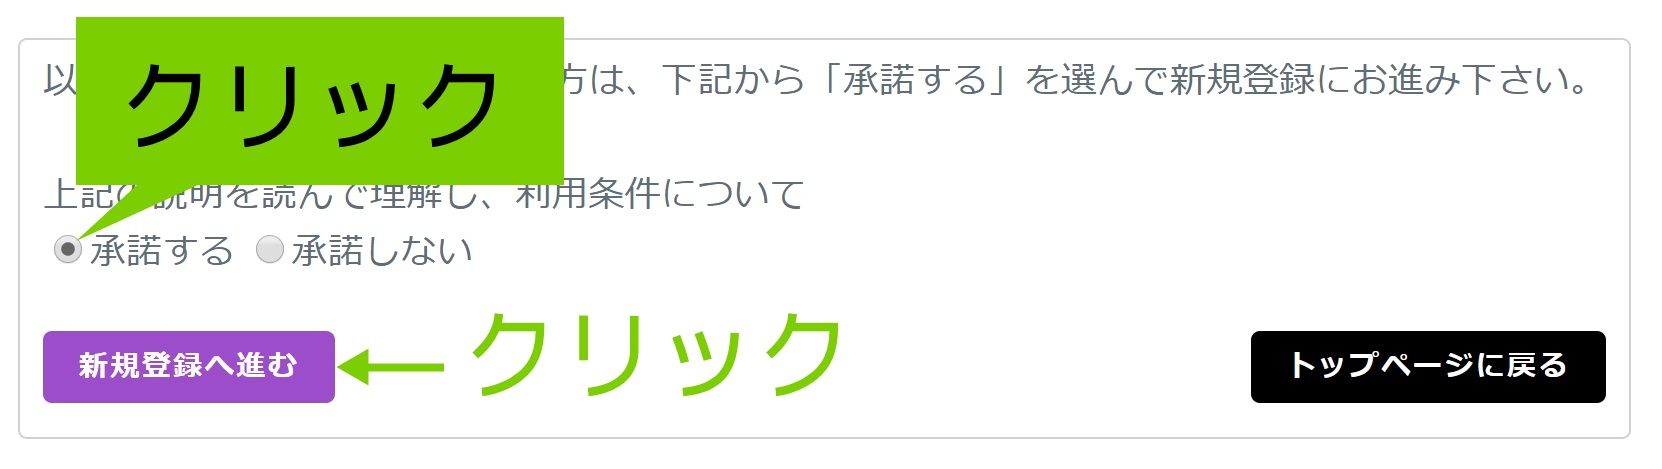 クリック
以
方は、下記から「承諾する」を選んで新規登録にお進み下さい。
上記の説明を読んで理解し、利用条件について
承諾する 承諾しない
新規登録へ進む
クリック
トップページに戻る